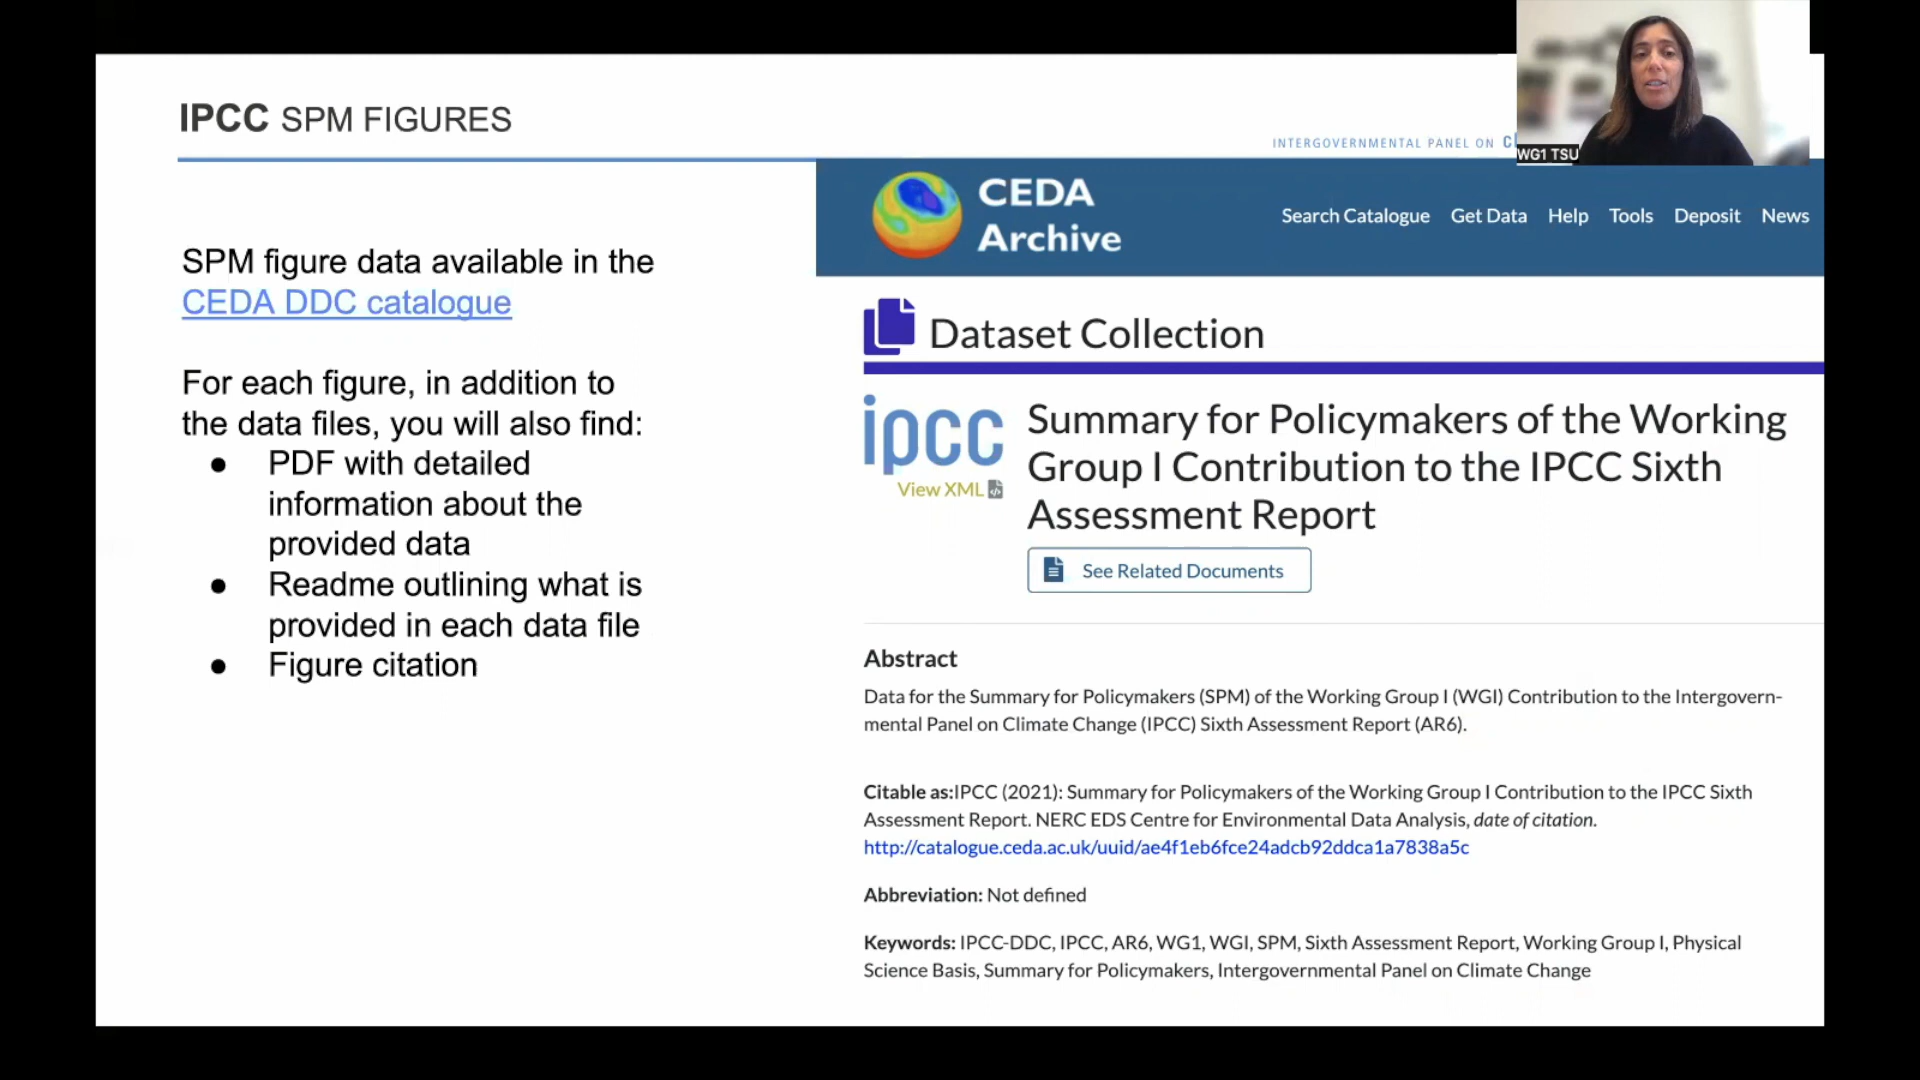 IPCC SPM FIGURES
INTERGOVERNMENTAL PANEL ON
WG1 TSU
SPM figure data available in the
CEDA DDC catalogue
For each figure, in addition to
the data files, you will also find:
● PDF with detailed
information about the
provided data
● Readme outlining what is
provided in each data file
● Figure citation
CEDA
Archive
Search Catalogue Get Data Help Tools Deposit News
Dataset Collection
ipcc
View XML
Summary for Policymakers of the Working
Group I Contribution to the IPCC Sixth
Assessment Report
See Related Documents
Abstract
Data for the Summary for Policymakers (SPM) of the Working Group I (WGI) Contribution to the Intergovern-
mental Panel on Climate Change (IPCC) Sixth Assessment Report (AR6).
Citable as:IPCC (2021): Summary for Policymakers of the Working Group I Contribution to the IPCC Sixth
Assessment Report. NERC EDS Centre for Environmental Data Analysis, date of citation.
http://catalogue.ceda.ac.uk/uuid/ae4f1eb6fce24adcb92ddca1a7838a5c
Abbreviation: Not defined
Keywords: IPCC-DDC, IPCC, AR6, WG1, WGI, SPM, Sixth Assessment Report, Working Group I, Physical
Science Basis, Summary for Policymakers, Intergovernmental Panel on Climate Change